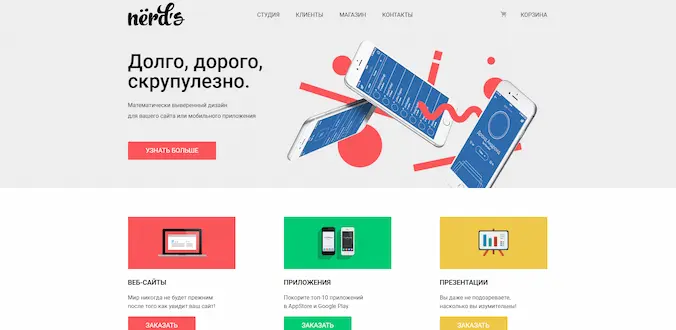 nërd's
СТУДИЯ КЛИЕНТЫ МАГАЗИН КОНТАКТЫ КОРЗИНА
Долго, дорого,
скрупулезно.
Математически выверенный дизайн
для вашего сайта или мобильного приложения
УЗНАТЬ БОЛЬШЕ
ВЕБ-САЙТЫ
Мир никогда не будет прежним
после того как увидит ваш сайт!
ЗАКАЗАТЬ
ПРИЛОЖЕНИЯ
Покорите топ-10 приложений
в AppStore и Google Play
ЗАКАЗАТЬ
ПРЕЗЕНТАЦИИ
Вы даже не подозреваете,
насколько вы изумительны!
ЗАКАЗАТЬ